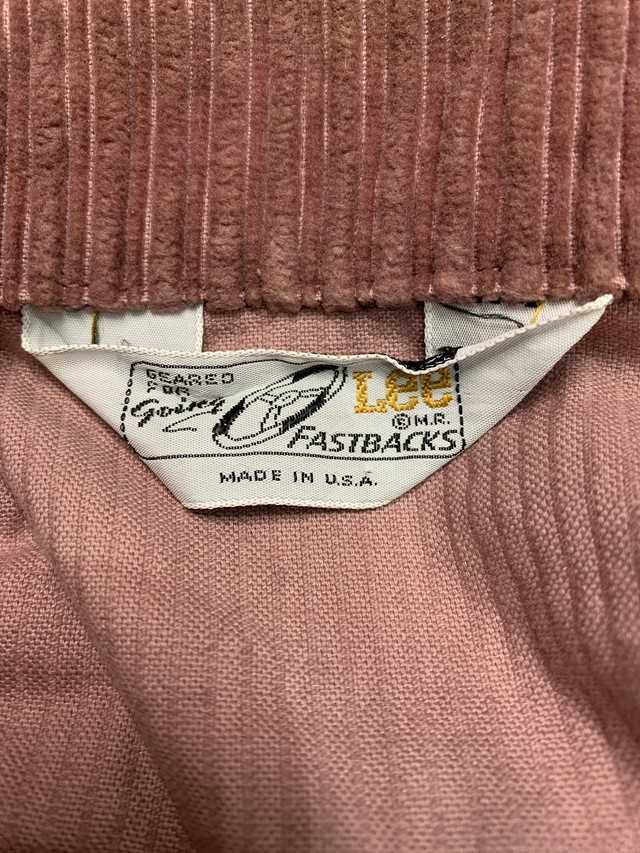 GEARED
FOR
Going
Lee
® M.R.
FASTBACKS
MADE IN U.S.A.